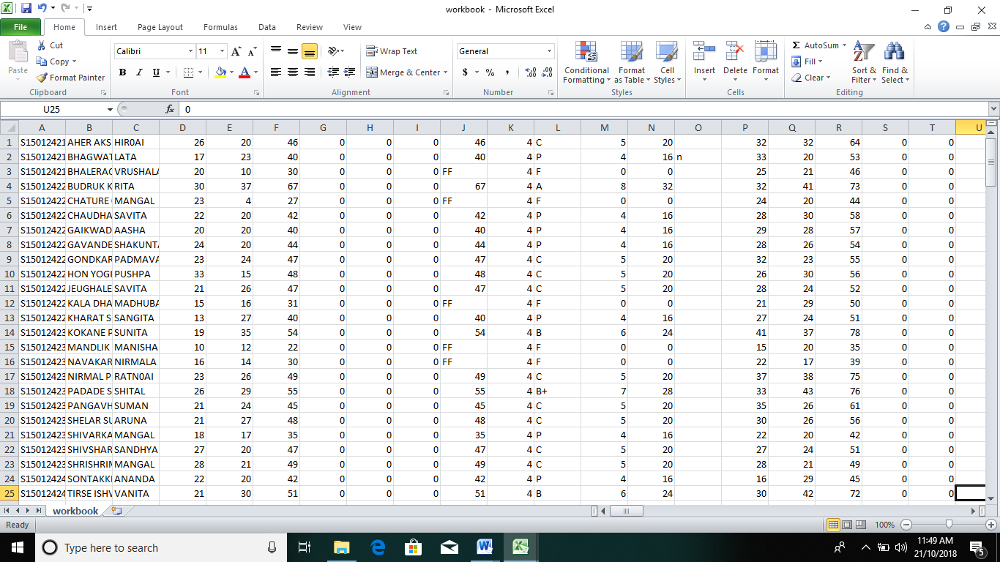 workbook - Microsoft Excel
File Home Insert Page Layout Formulas Data Review View
Paste Cut Copy Format Painter Clipboard
Calibri 11 A A B I U A Font
Wrap Text Merge & Center Alignment
General $ % , .00 .0 Number
Conditional Formatting Format as Table Cell Styles Styles
Insert Delete Format Cells
Σ AutoSum Fill Clear Sort & Filter Find & Select Editing
U25 fx 0
A B C D E F G H I J K L M N O P Q R S T U
1 S15012421 AHER AKS HIR0AI 26 20 46 0 0 0 46 4 C 5 20 32 32 64 0 0
2 S15012421 BHAGWAT LATA 17 23 40 0 0 0 40 4 P 4 16 n 33 20 53 0 0
3 S15012421 BHALERAO VRUSHALA 20 10 30 0 0 0 FF 4 F 0 0 25 21 46 0 0
4 S15012422 BUDRUK K RITA 30 37 67 0 0 0 67 4 A 8 32 32 41 73 0 0
5 S15012422 CHATURE MANGAL 23 4 27 0 0 0 FF 4 F 0 0 24 20 44 0 0
6 S15012422 CHAUDHA SAVITA 22 20 42 0 0 0 42 4 P 4 16 28 30 58 0 0
7 S15012422 GAIKWAD AASHA 20 20 40 0 0 0 40 4 P 4 16 29 28 57 0 0
8 S15012422 GAVANDE SHAKUNTA 24 20 44 0 0 0 44 4 P 4 16 28 26 54 0 0
9 S15012422 GONDKAR PADMAVA 23 24 47 0 0 0 47 4 C 5 20 32 23 55 0 0
10 S15012422 HON YOGI PUSHPA 33 15 48 0 0 0 48 4 C 5 20 26 30 56 0 0
11 S15012422 JEUGHALE SAVITA 21 26 47 0 0 0 47 4 C 5 20 28 24 52 0 0
12 S15012422 KALA DHA MADHUBA 15 16 31 0 0 0 FF 4 F 0 0 21 29 50 0 0
13 S15012422 KHARAT S SANGITA 13 27 40 0 0 0 40 4 P 4 16 27 24 51 0 0
14 S15012423 KOKANE P SUNITA 19 35 54 0 0 0 54 4 B 6 24 41 37 78 0 0
15 S15012423 MANDLIK MANISHA 10 12 22 0 0 0 FF 4 F 0 0 15 20 35 0 0
16 S15012423 NAVAKAR NIRMALA 16 14 30 0 0 0 FF 4 F 0 0 22 17 39 0 0
17 S15012423 NIRMAL P RATN0AI 23 26 49 0 0 0 49 4 C 5 20 37 38 75 0 0
18 S15012423 PADADE S SHITAL 26 29 55 0 0 0 55 4 B+ 7 28 33 43 76 0 0
19 S15012423 PANGAVH SUMAN 21 24 45 0 0 0 45 4 C 5 20 35 26 61 0 0
20 S15012423 SHELAR SU ARUNA 21 27 48 0 0 0 48 4 C 5 20 30 26 56 0 0
21 S15012423 SHIVARKA MANGAL 18 17 35 0 0 0 35 4 P 4 16 22 20 42 0 0
22 S15012423 SHIVSHAR SANDHYA 27 20 47 0 0 0 47 4 C 5 20 27 24 51 0 0
23 S15012423 SHRISHRIM MANGAL 28 21 49 0 0 0 49 4 C 5 20 28 21 49 0 0
24 S15012424 SONTAKKE ANANDA 22 20 42 0 0 0 42 4 P 4 16 16 29 45 0 0
25 S15012424 TIRSE ISHW VANITA 21 30 51 0 0 0 51 4 B 6 24 30 42 72 0 0
workbook
Ready 100%
Type here to search 11:49 AM
21/10/2018 5